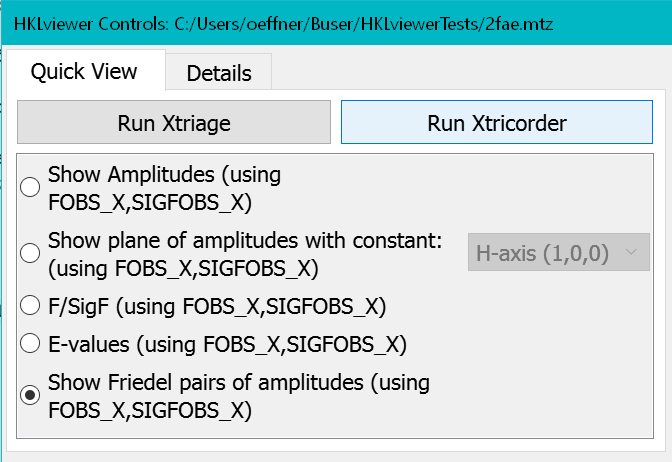 HKLviewer Controls: C:/Users/oeffner/Buser/HKLviewerTests/2fae.mtz
Quick View Details
Run Xtriage Run Xtricorder
Show Amplitudes (using
FOBS_X,SIGFOBS_X)
Show plane of amplitudes with constant:
(using FOBS_X,SIGFOBS_X)
H-axis (1,0,0)
F/SigF (using FOBS_X,SIGFOBS_X)
E-values (using FOBS_X,SIGFOBS_X)
Show Friedel pairs of amplitudes (using
FOBS_X,SIGFOBS_X)